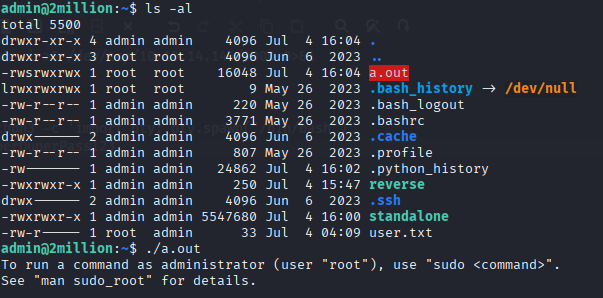 admin@2million:~$ ls -al
total 5500
drwxr-xr-x 4 admin admin 4096 Jul 4 16:04 .
drwxr-xr-x 3 root root 4096 Jun 6 2023 ..
-rwsrwxrwx 1 root root 16048 Jul 4 16:04 a.out
lrwxrwxrwx 1 root root 9 May 26 2023 .bash_history → /dev/null
-rw-r--r-- 1 admin admin 220 May 26 2023 .bash_logout
-rw-r--r-- 1 admin admin 3771 May 26 2023 .bashrc
drwx------ 2 admin admin 4096 Jun 6 2023 .cache
-rw-r--r-- 1 admin admin 807 May 26 2023 .profile
-rw------- 1 admin admin 24862 Jul 4 16:02 .python_history
-rwxrwxr-x 1 admin admin 250 Jul 4 15:47 reverse
drwx------ 2 admin admin 4096 Jun 6 2023 .ssh
-rwxrwxr-x 1 admin admin 5547680 Jul 4 16:00 standalone
-rw-r----- 1 root admin 33 Jul 4 04:09 user.txt
admin@2million:~$ ./a.out
To run a command as administrator (user "root"), use "sudo <command>".
See "man sudo_root" for details.